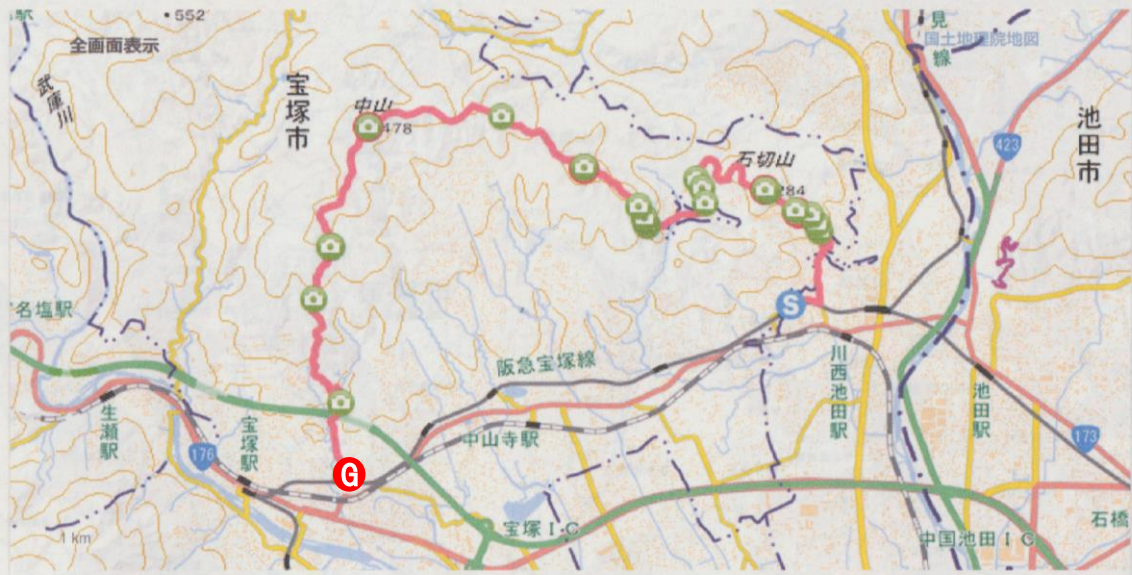 駅
552
全画面表示
武庫川
宝塚市
中山
478
石切山
284
見
線
国土地理院地図
423
池田市
名塩駅
S
阪急宝塚線
川西池田駅
池田駅
生瀬駅
宝塚駅
176
中山寺駅
G
173
宝塚I.C
石橋
中国池田I.C
1 km